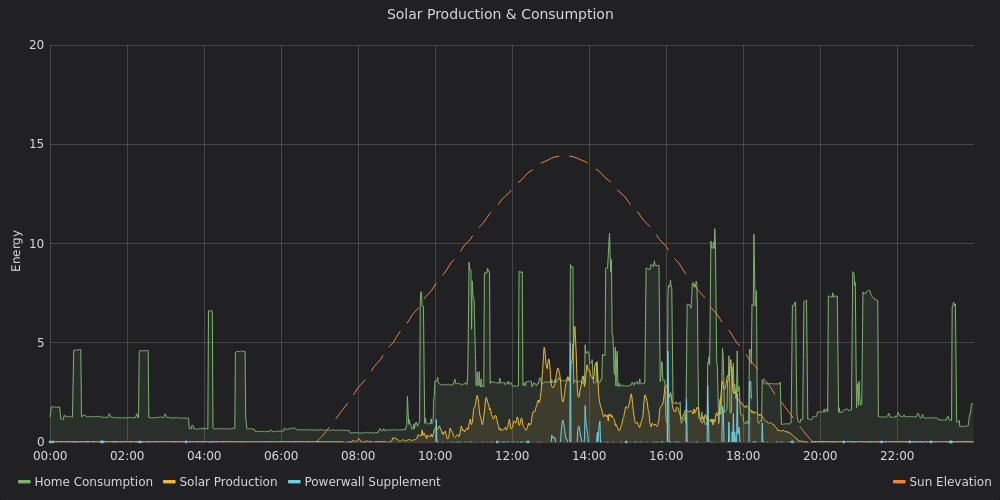 Solar Production & Consumption
20
15
10
5
0
Energy
00:00 02:00 04:00 06:00 08:00 10:00 12:00 14:00 16:00 18:00 20:00 22:00
Home Consumption Solar Production Powerwall Supplement Sun Elevation